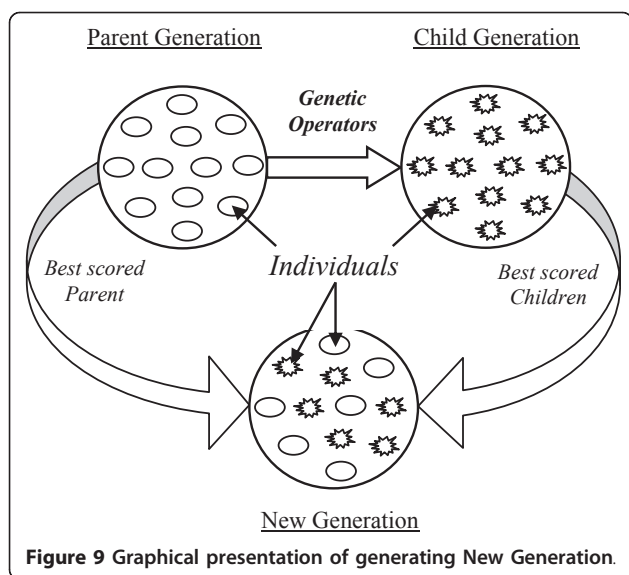 Parent Generation
Child Generation
Genetic
Operators
Individuals
Best scored
Parent
Best scored
Children
New Generation
Figure 9 Graphical presentation of generating New Generation.